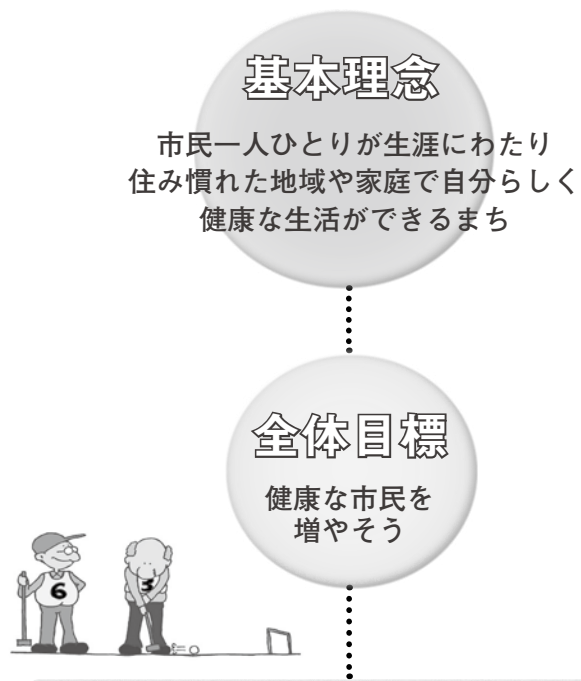 基本理念
市民一人ひとりが生涯にわたり
住み慣れた地域や家庭で自分らしく
健康な生活ができるまち
全体目標
健康な市民を
増やそう
6
3